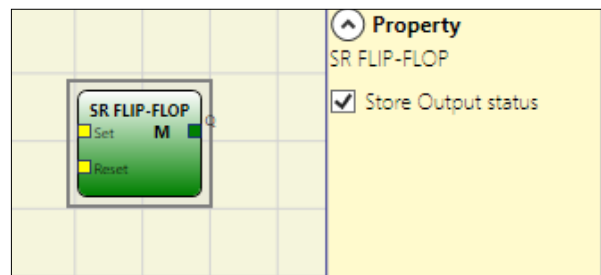 SR FLIP-FLOP
Set M Q
Reset
Property
SR FLIP-FLOP
Store Output status